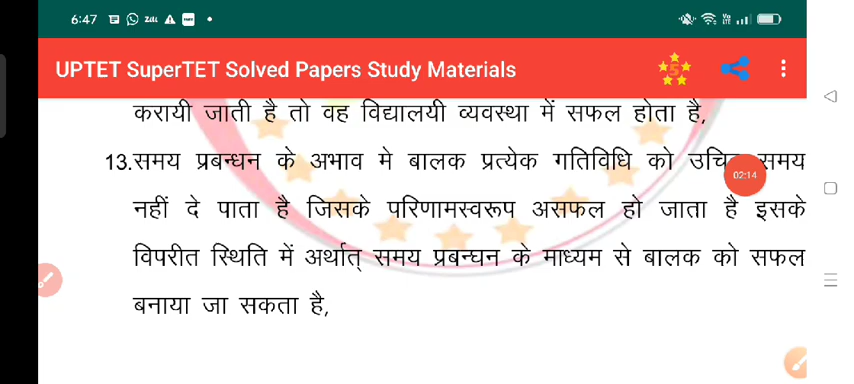 6:47
UPTET SuperTET Solved Papers Study Materials
5
करायी जाती है तो वह विद्यालयी व्यवस्था में सफल होता है,
13.समय प्रबन्धन के अभाव मे बालक प्रत्येक गतिविधि को समय
02:14
नहीं दे पाता है जिसके परिणामस्वरूप असफल हो जाता है इसके
विपरीत स्थिति में अर्थात् समय प्रबन्धन के माध्यम से बालक को सफल
बनाया जा सकता है,